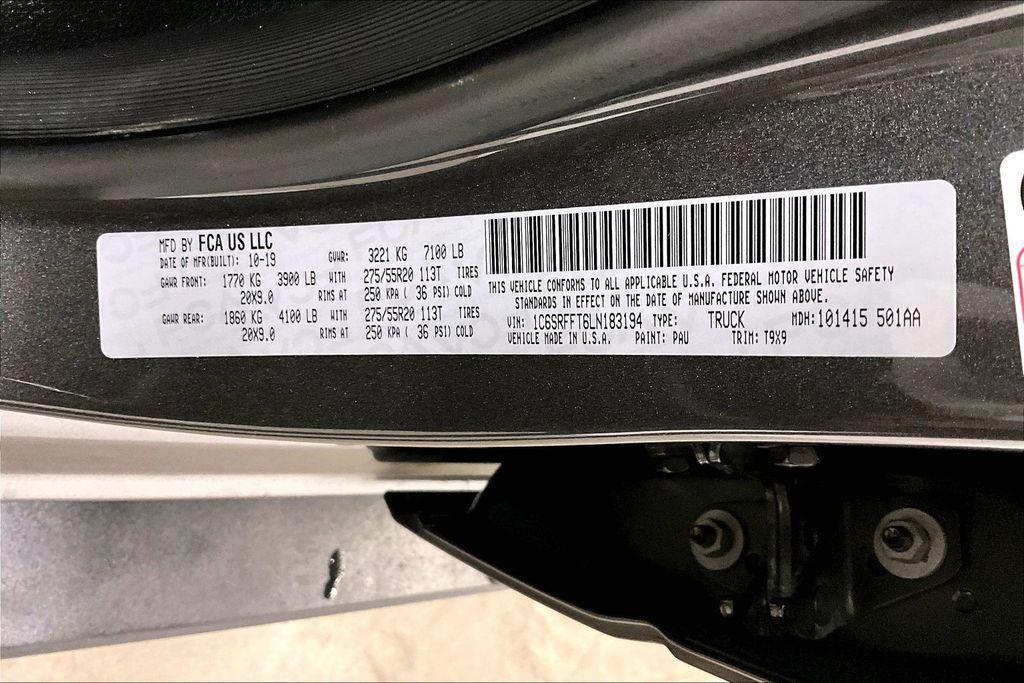 MFD BY FCA US LLC
DATE OF MFR(BUILT): 10-19 GVWR: 3221 KG 7100 LB
GAWR FRONT: 1770 KG 3900 LB WITH 275/55R20 113T TIRES
20X9.0 RIMS AT 250 KPA ( 36 PSI) COLD
GAWR REAR: 1860 KG 4100 LB WITH 275/55R20 113T TIRES
20X9.0 RIMS AT 250 KPA ( 36 PSI) COLD
THIS VEHICLE CONFORMS TO ALL APPLICABLE U.S.A. FEDERAL MOTOR VEHICLE SAFETY
STANDARDS IN EFFECT ON THE DATE OF MANUFACTURE SHOWN ABOVE.
VIN: 1C6SRFFT6LN183194 TYPE: TRUCK MDH: 101415 501AA
VEHICLE MADE IN U.S.A. PAINT: PAU TRIM: T9X9